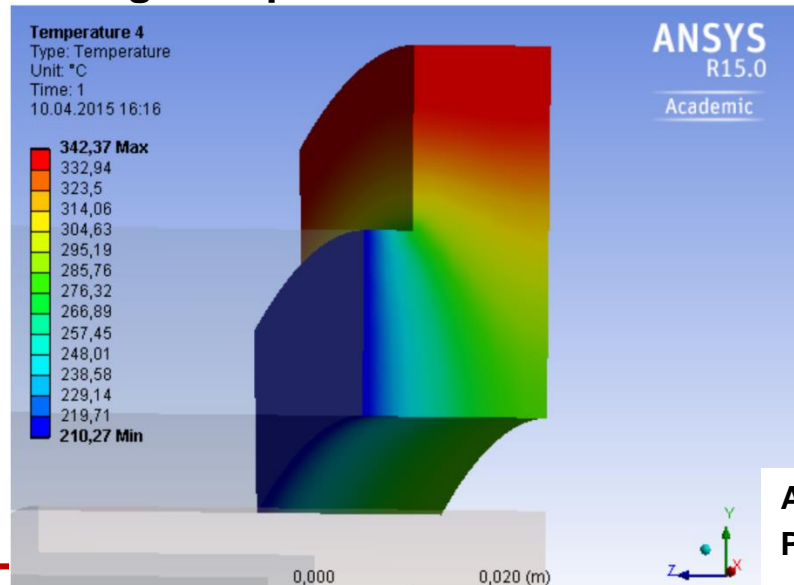 Temperature 4
Type: Temperature
Unit: °C
Time: 1
10.04.2015 16:16
342,37 Max
332,94
323,5
314,06
304,63
295,19
285,76
276,32
266,89
257,45
248,01
238,58
229,14
219,71
210,27 Min
ANSYS
R15.0
Academic
Y
Z
X
0,000
0,020 (m)